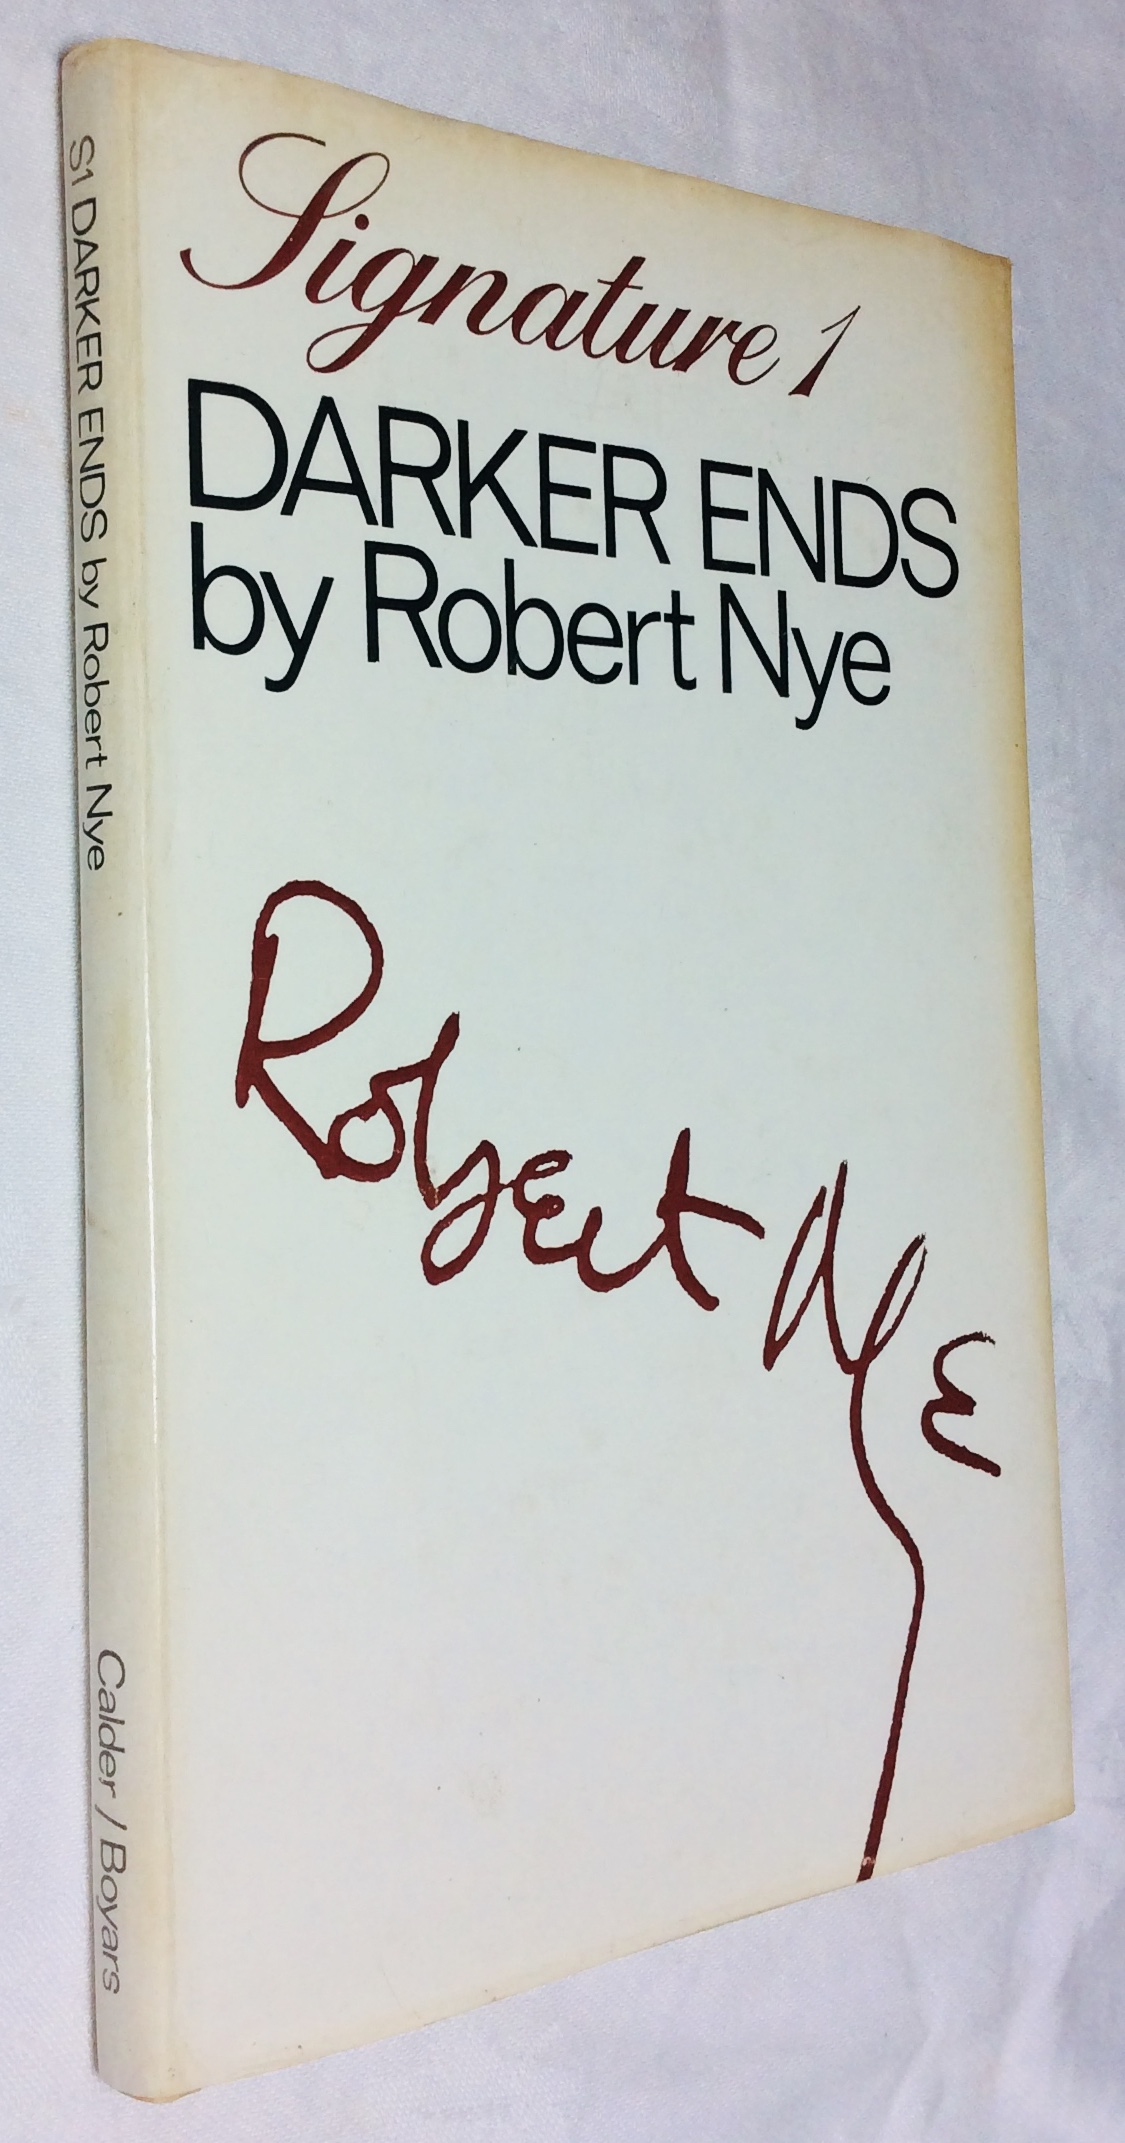 Signature 1
DARKER ENDS
by Robert Nye
Robert Nye
S1 DARKER ENDS by Robert Nye
Calder / Boyars